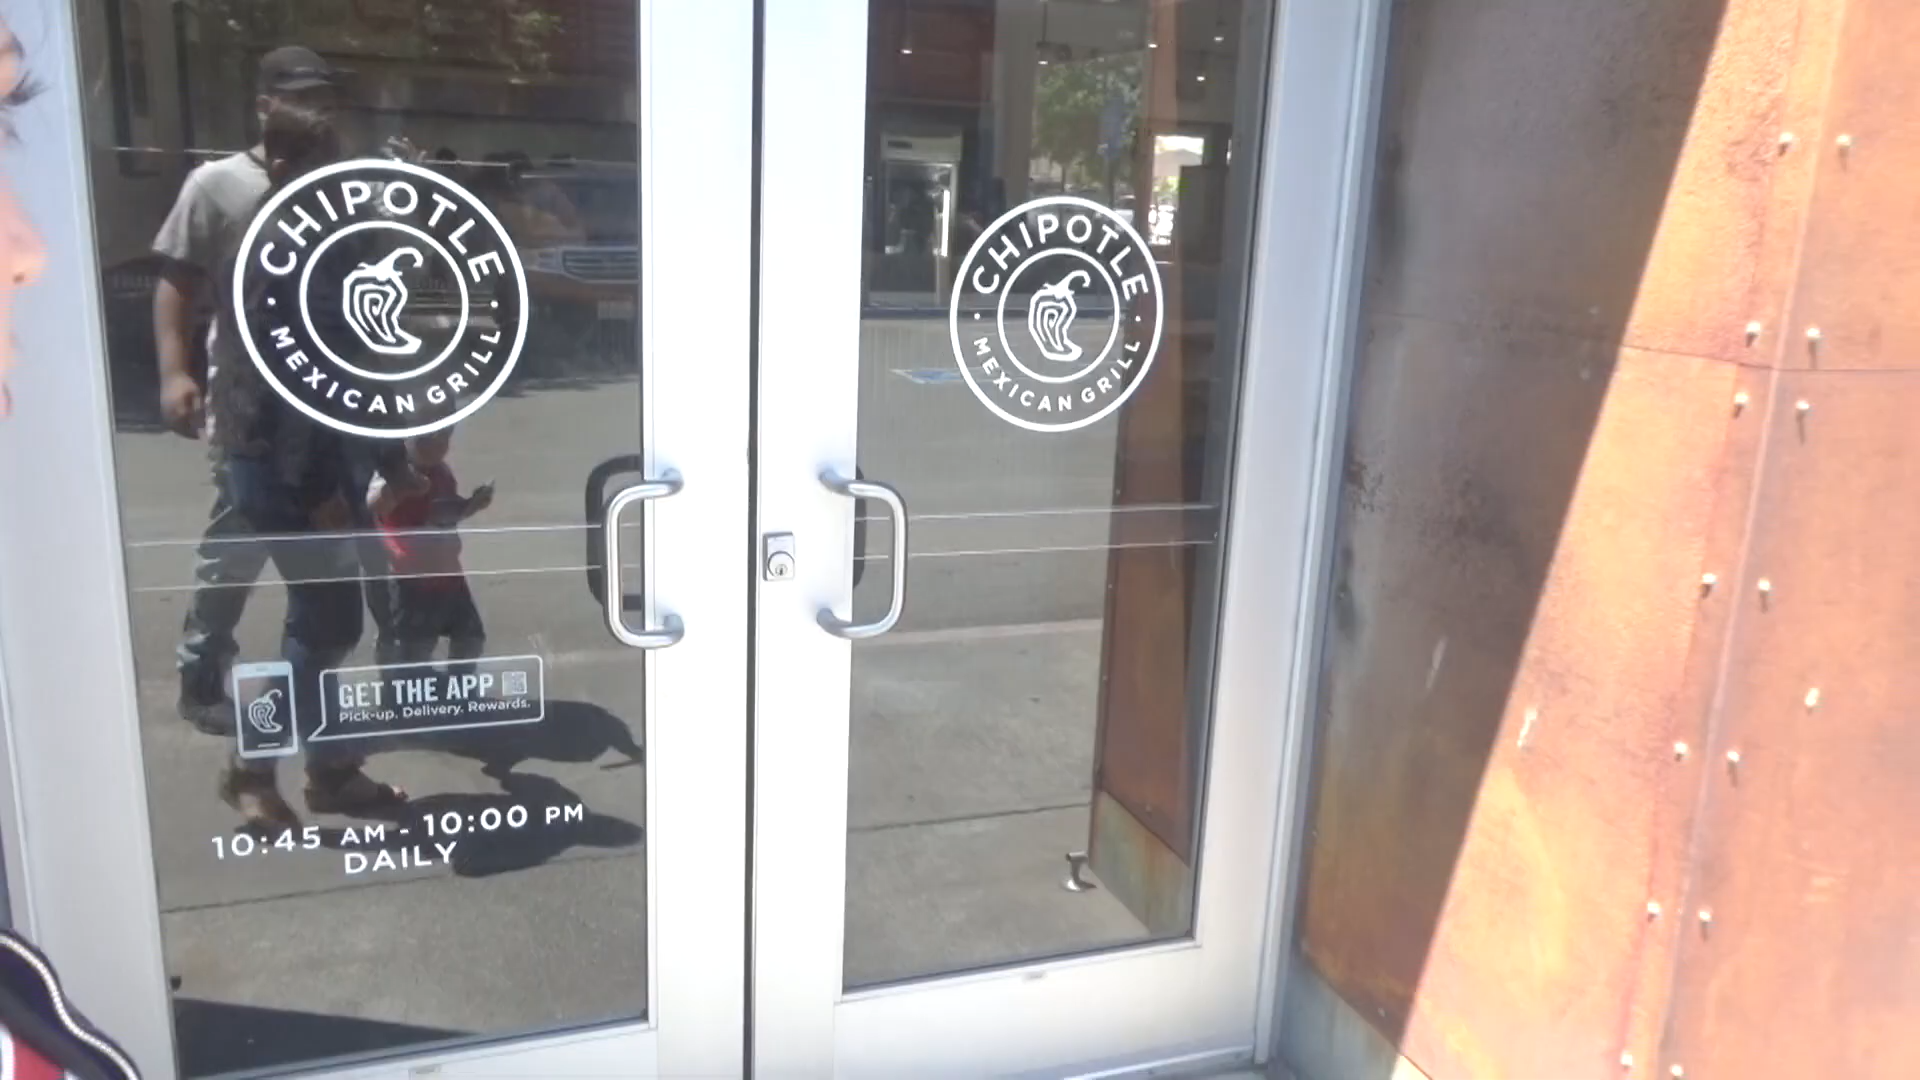 CHIPOTLE
MEXICAN GRILL
CHIPOTLE
MEXICAN GRILL
GET THE APP
Pick-up. Delivery. Rewards.
10:45 AM - 10:00 PM
DAILY